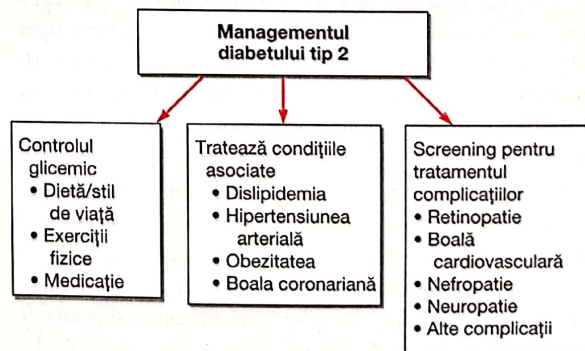 Managementul
diabetului tip 2
Controlul
glicemic
• Dietă/stil
de viață
• Exerciții
fizice
• Medicație
Tratează condițiile
asociate
• Dislipidemia
• Hipertensiunea
arterială
• Obezitatea
• Boala coronariană
Screening pentru
tratamentul
complicațiilor
• Retinopatie
• Boală
cardiovasculară
• Nefropatie
• Neuropatie
• Alte complicații